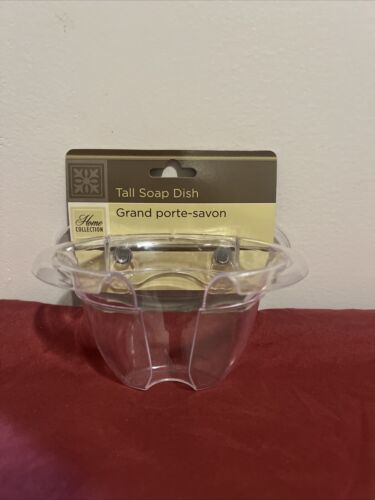 Tall Soap Dish
Grand porte-savon
Home
COLLECTION